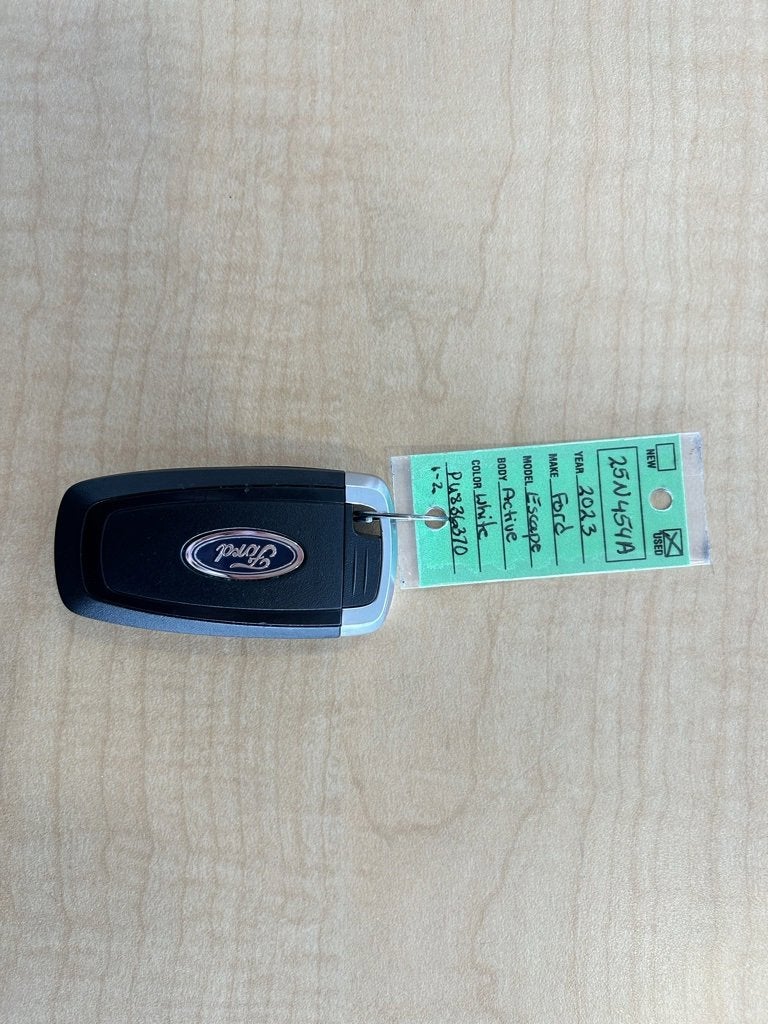 NEW USED
25N454A
YEAR 2023
MAKE Ford
MODEL Escape
BODY Active
COLOR White
PU836370
1-2
Ford